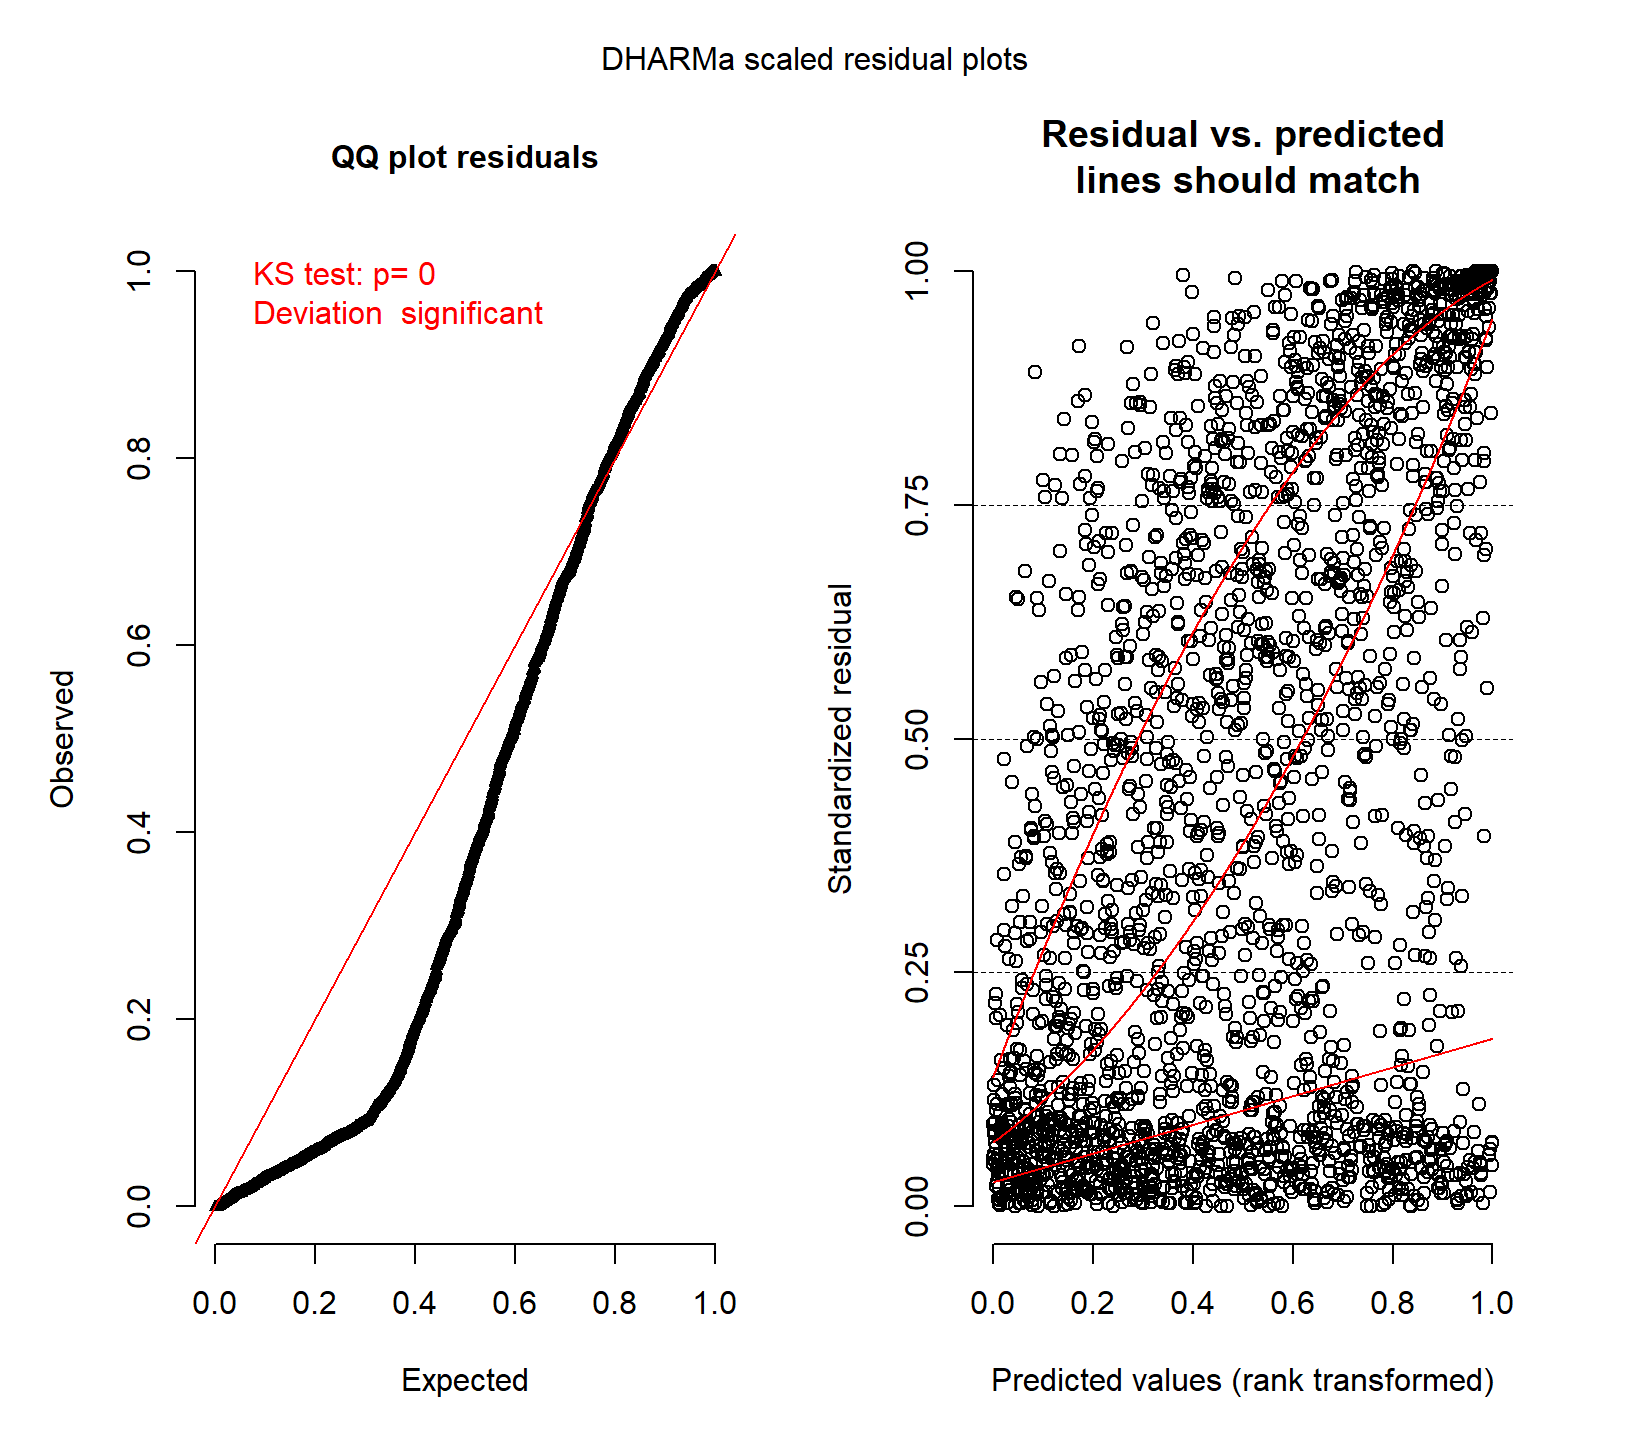 DHARMa scaled residual plots
QQ plot residuals
KS test: p= 0
Deviation  significant
1.0
0.8
0.6
0.4
0.2
0.0
Observed
0.0 0.2 0.4 0.6 0.8 1.0
Expected
Residual vs. predicted
lines should match
1.00
0.75
0.50
0.25
0.00
Standardized residual
0.0 0.2 0.4 0.6 0.8 1.0
Predicted values (rank transformed)